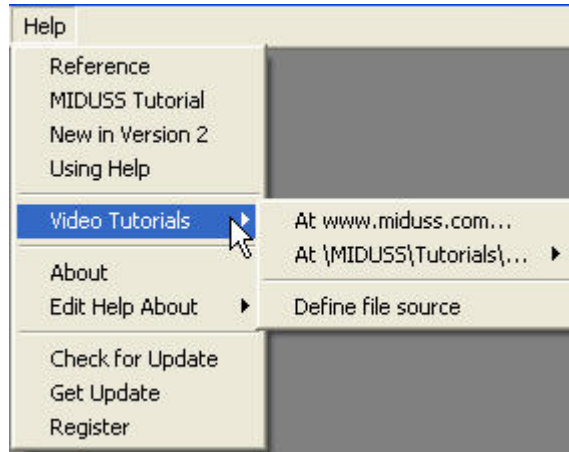 Help
Reference
MIDUSS Tutorial
New in Version 2
Using Help
Video Tutorials
At www.miduss.com...
At \MIDUSS\Tutorials\...
Define file source
About
Edit Help About
Check for Update
Get Update
Register